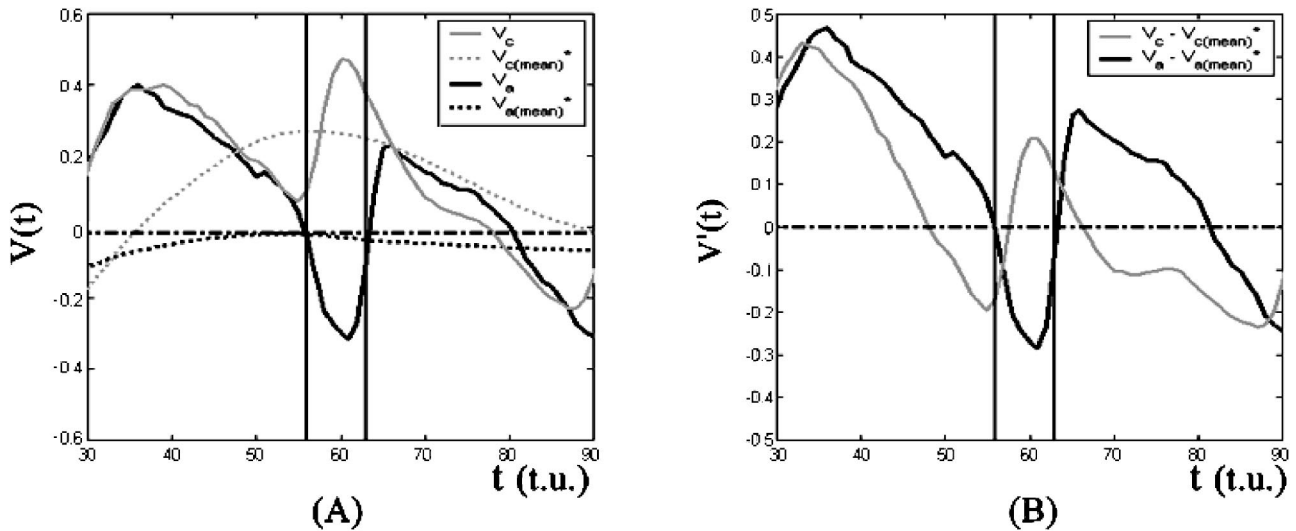 0.6
0.4
0.2
0
-0.2
-0.4
-0.6
30 40 50 60 70 80 90
V(t)
t (t.u.)
V_c
V_c(mean)*
V_a
V_a(mean)*
(A)
0.5
0.4
0.3
0.2
0.1
0
-0.1
-0.2
-0.3
-0.4
-0.5
30 40 50 60 70 80 90
V'(t)
t (t.u.)
V_c - V_c(mean)*
V_a - V_a(mean)*
(B)